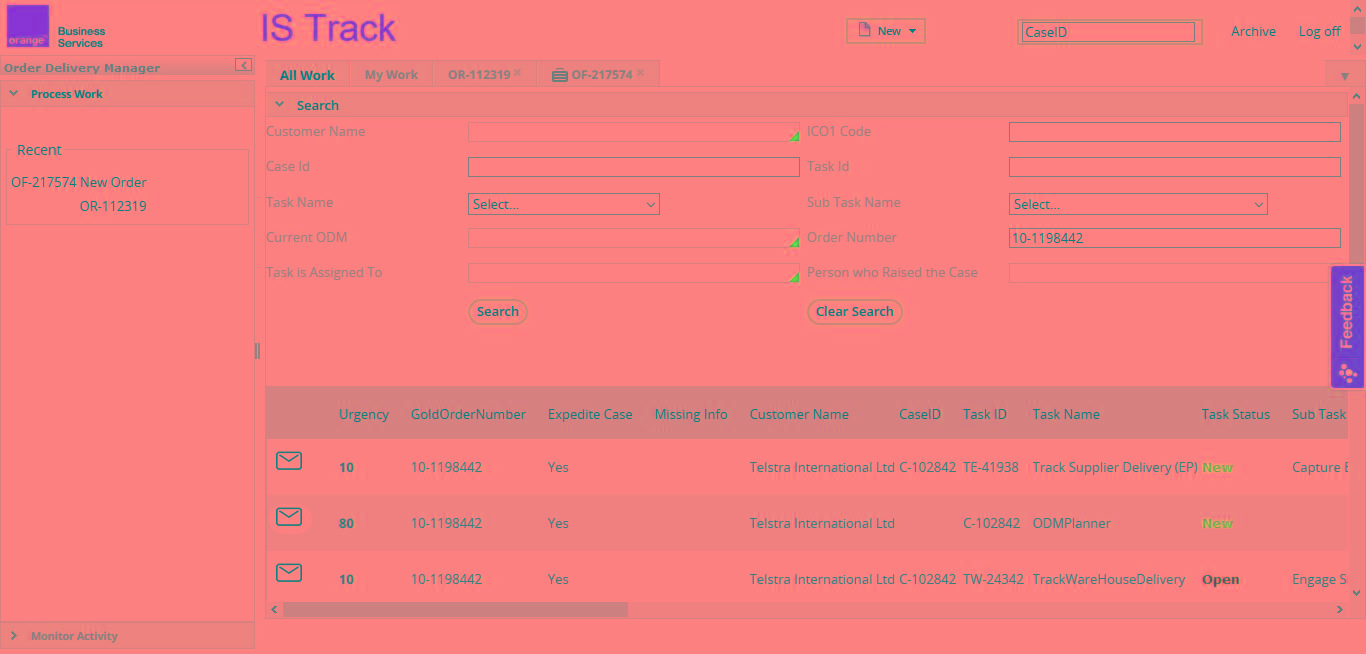 orange™
Business
Services
IS Track
New
CaseID
Archive
Log off
Order Delivery Manager
Process Work
Recent
OF-217574 New Order
OR-112319
Monitor Activity
All Work
My Work
OR-112319
OF-217574
Search
Customer Name
ICO1 Code
Case Id
Task Id
Task Name
Select...
Sub Task Name
Select...
Current ODM
Order Number
10-1198442
Task is Assigned To
Person who Raised the Case
Search
Clear Search
Feedback
Urgency GoldOrderNumber Expedite Case Missing Info Customer Name CaseID Task ID Task Name Task Status Sub Task
10 10-1198442 Yes Telstra International Ltd C-102842 TE-41938 Track Supplier Delivery (EP) New Capture
80 10-1198442 Yes Telstra International Ltd C-102842 ODMPlanner New
10 10-1198442 Yes Telstra International Ltd C-102842 TW-24342 TrackWareHouseDelivery Open Engage